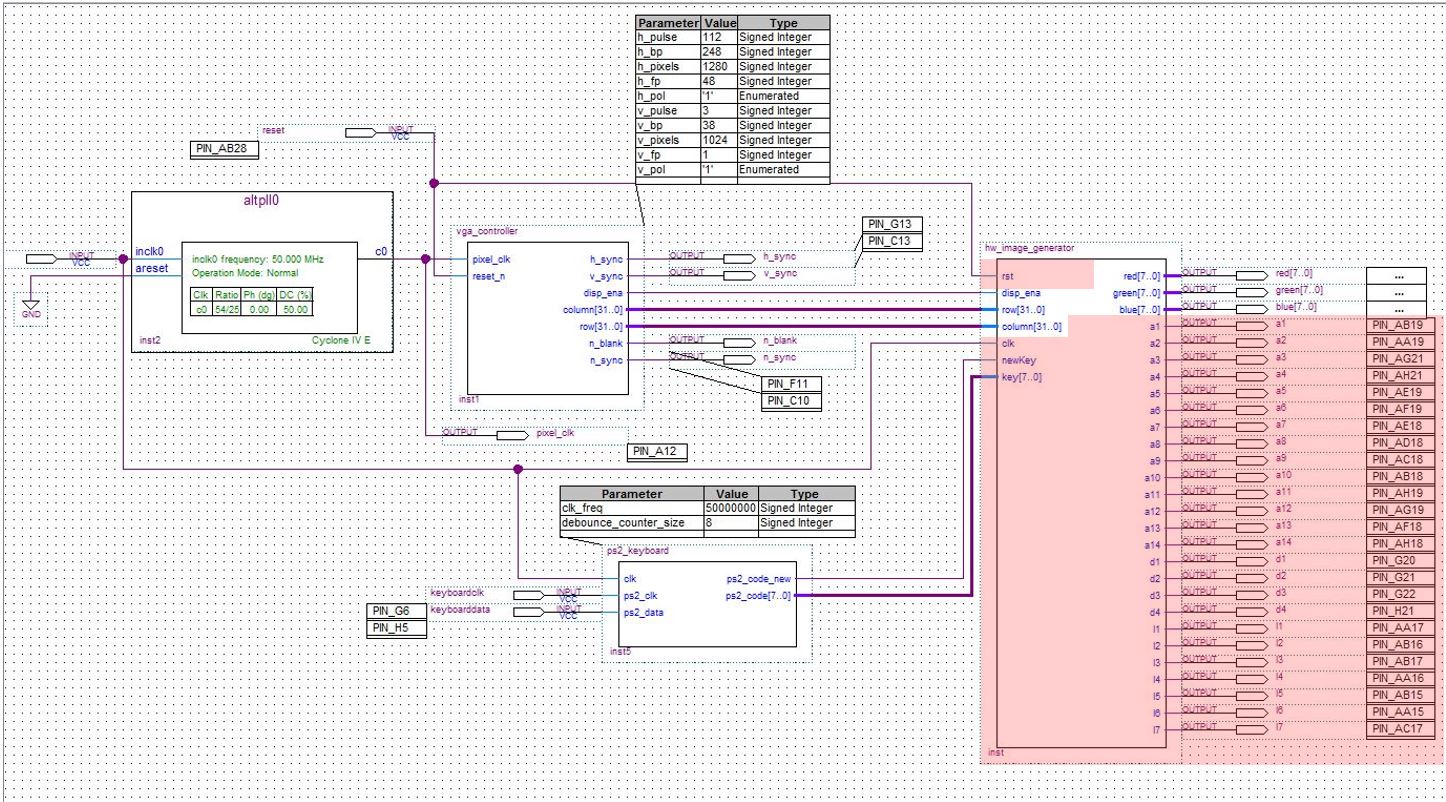 Parameter Value Type
h_pulse 112 Signed Integer
h_bp 248 Signed Integer
h_pixels 1280 Signed Integer
h_fp 48 Signed Integer
h_pol '1' Enumerated
v_pulse 3 Signed Integer
v_bp 38 Signed Integer
v_pixels 1024 Signed Integer
v_fp 1 Signed Integer
v_pol '1' Enumerated
reset INPUT VCC
PIN_AB28
altpll0
INPUT VCC
inclk0 c0
areset
inclk0 frequency: 50.000 MHz
Operation Mode: Normal
Clk Ratio Ph (dg) DC (%)
c0 54/25 0.00 50.00
inst2 Cyclone IV E
GND
vga_controller
pixel_clk h_sync
reset_n v_sync
disp_ena
column[31..0]
row[31..0]
n_blank
n_sync
inst1
OUTPUT h_sync
OUTPUT v_sync
PIN_G13
PIN_C13
OUTPUT n_blank
OUTPUT n_sync
PIN_F11
PIN_C10
OUTPUT pixel_clk
PIN_A12
Parameter Value Type
clk_freq 50000000 Signed Integer
debounce_counter_size 8 Signed Integer
ps2_keyboard
clk ps2_code_new
ps2_clk ps2_code[7..0]
ps2_data
inst5
keyboardclk INPUT VCC
keyboarddata INPUT VCC
PIN_G6
PIN_H5
hw_image_generator
rst red[7..0] OUTPUT red[7..0] ...
disp_ena green[7..0] OUTPUT green[7..0] ...
row[31..0] blue[7..0] OUTPUT blue[7..0] ...
column[31..0] a1 OUTPUT a1 PIN_AB19
clk a2 OUTPUT a2 PIN_AA19
newKey a3 OUTPUT a3 PIN_AG21
key[7..0] a4 OUTPUT a4 PIN_AH21
a5 OUTPUT a5 PIN_AE19
a6 OUTPUT a6 PIN_AF19
a7 OUTPUT a7 PIN_AE18
a8 OUTPUT a8 PIN_AD18
a9 OUTPUT a9 PIN_AC18
a10 OUTPUT a10 PIN_AB18
a11 OUTPUT a11 PIN_AH19
a12 OUTPUT a12 PIN_AG19
a13 OUTPUT a13 PIN_AF18
a14 OUTPUT a14 PIN_AH18
d1 OUTPUT d1 PIN_G20
d2 OUTPUT d2 PIN_G21
d3 OUTPUT d3 PIN_G22
d4 OUTPUT d4 PIN_H21
l1 OUTPUT l1 PIN_AA17
l2 OUTPUT l2 PIN_AB16
l3 OUTPUT l3 PIN_AB17
l4 OUTPUT l4 PIN_AA16
l5 OUTPUT l5 PIN_AB15
l6 OUTPUT l6 PIN_AA15
l7 OUTPUT l7 PIN_AC17
inst